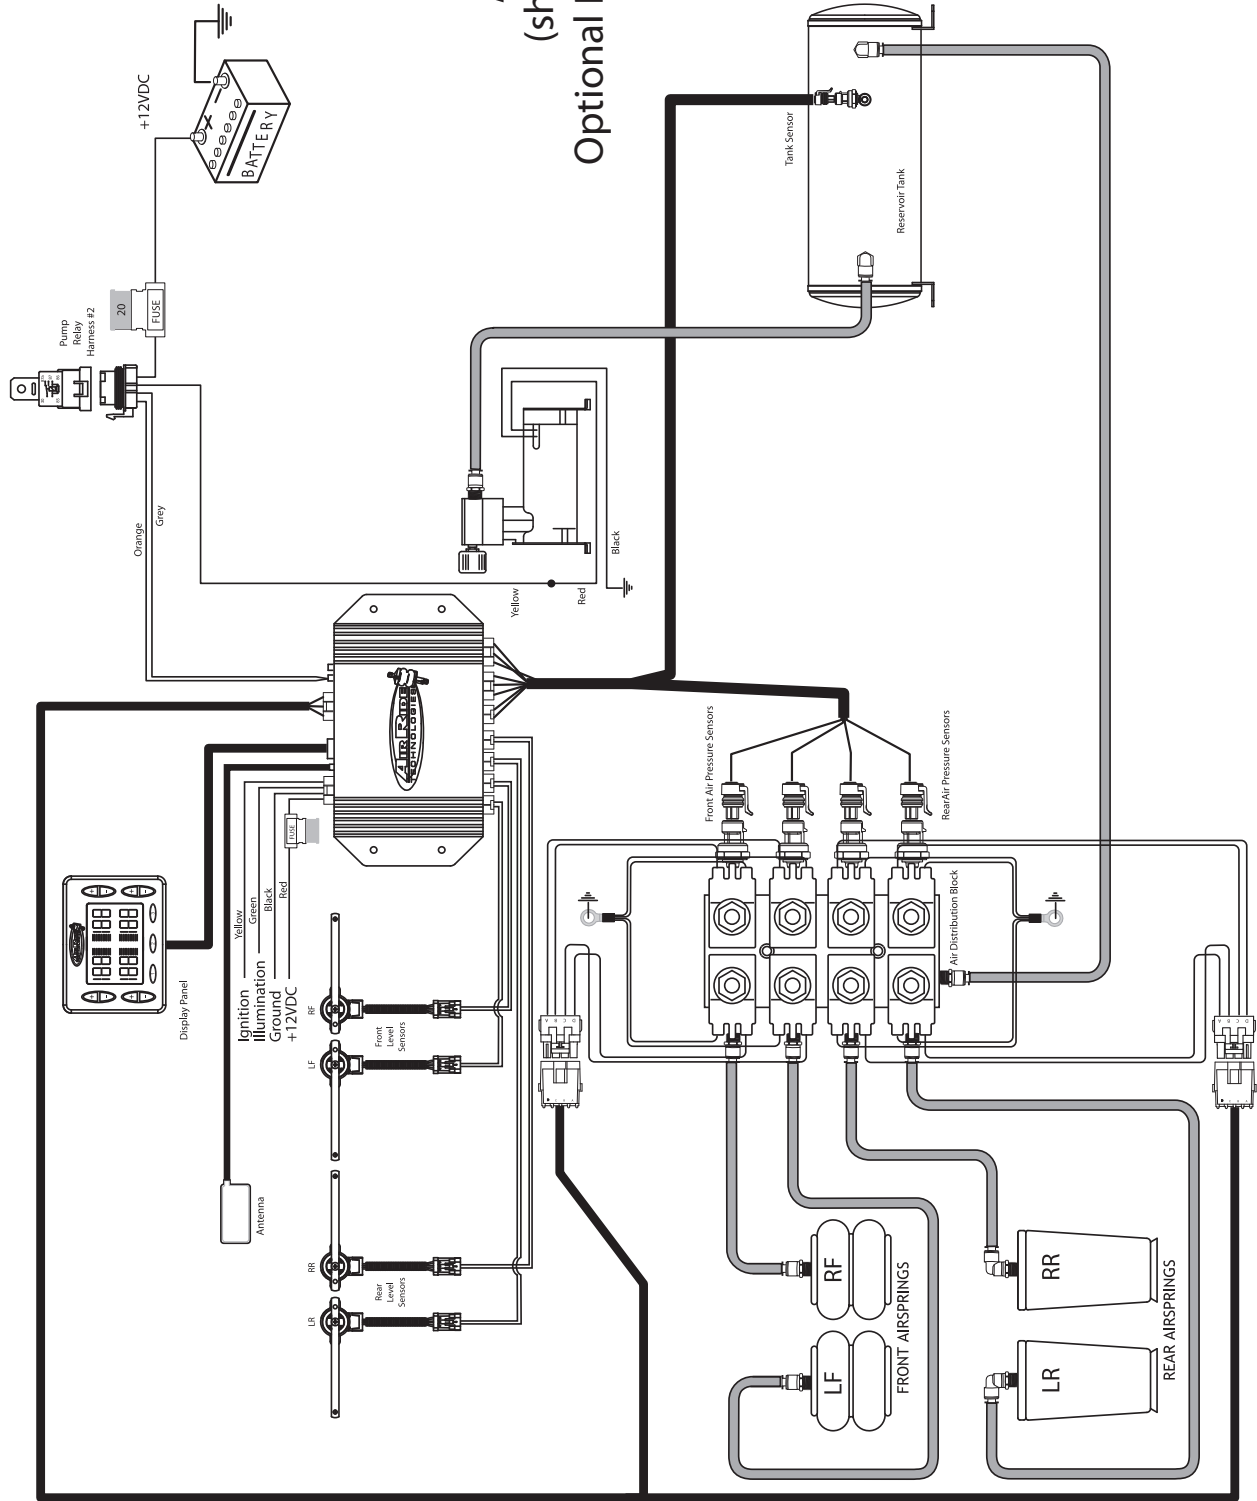 (sh
Optional
+12VDC
BATTERY
Pump
Relay
Harness #2
20
FUSE
Orange
Grey
Yellow
Red
Black
Tank Sensor
Reservoir Tank
AIR RIDE
TECHNOLOGIES
FUSE
Display Panel
Yellow
Green
Black
Red
Ignition
Illumination
Ground
+12VDC
Antenna
RF
LF
Front
Level
Sensors
RR
LR
Rear
Level
Sensors
Front Air Pressure Sensors
RearAir Pressure Sensors
Air Distribution Block
RF
LF
FRONT AIRSPRINGS
RR
LR
REAR AIRSPRINGS